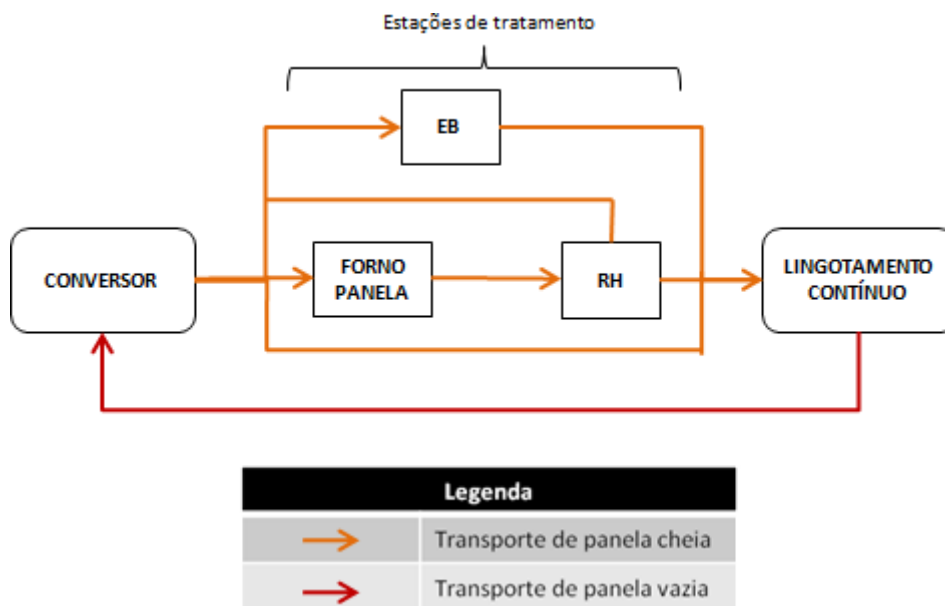 Estações de tratamento
EB
CONVERSOR
FORNO
PANELA
RH
LINGOTAMENTO
CONTÍNUO
Legenda
Transporte de panela cheia
Transporte de panela vazia